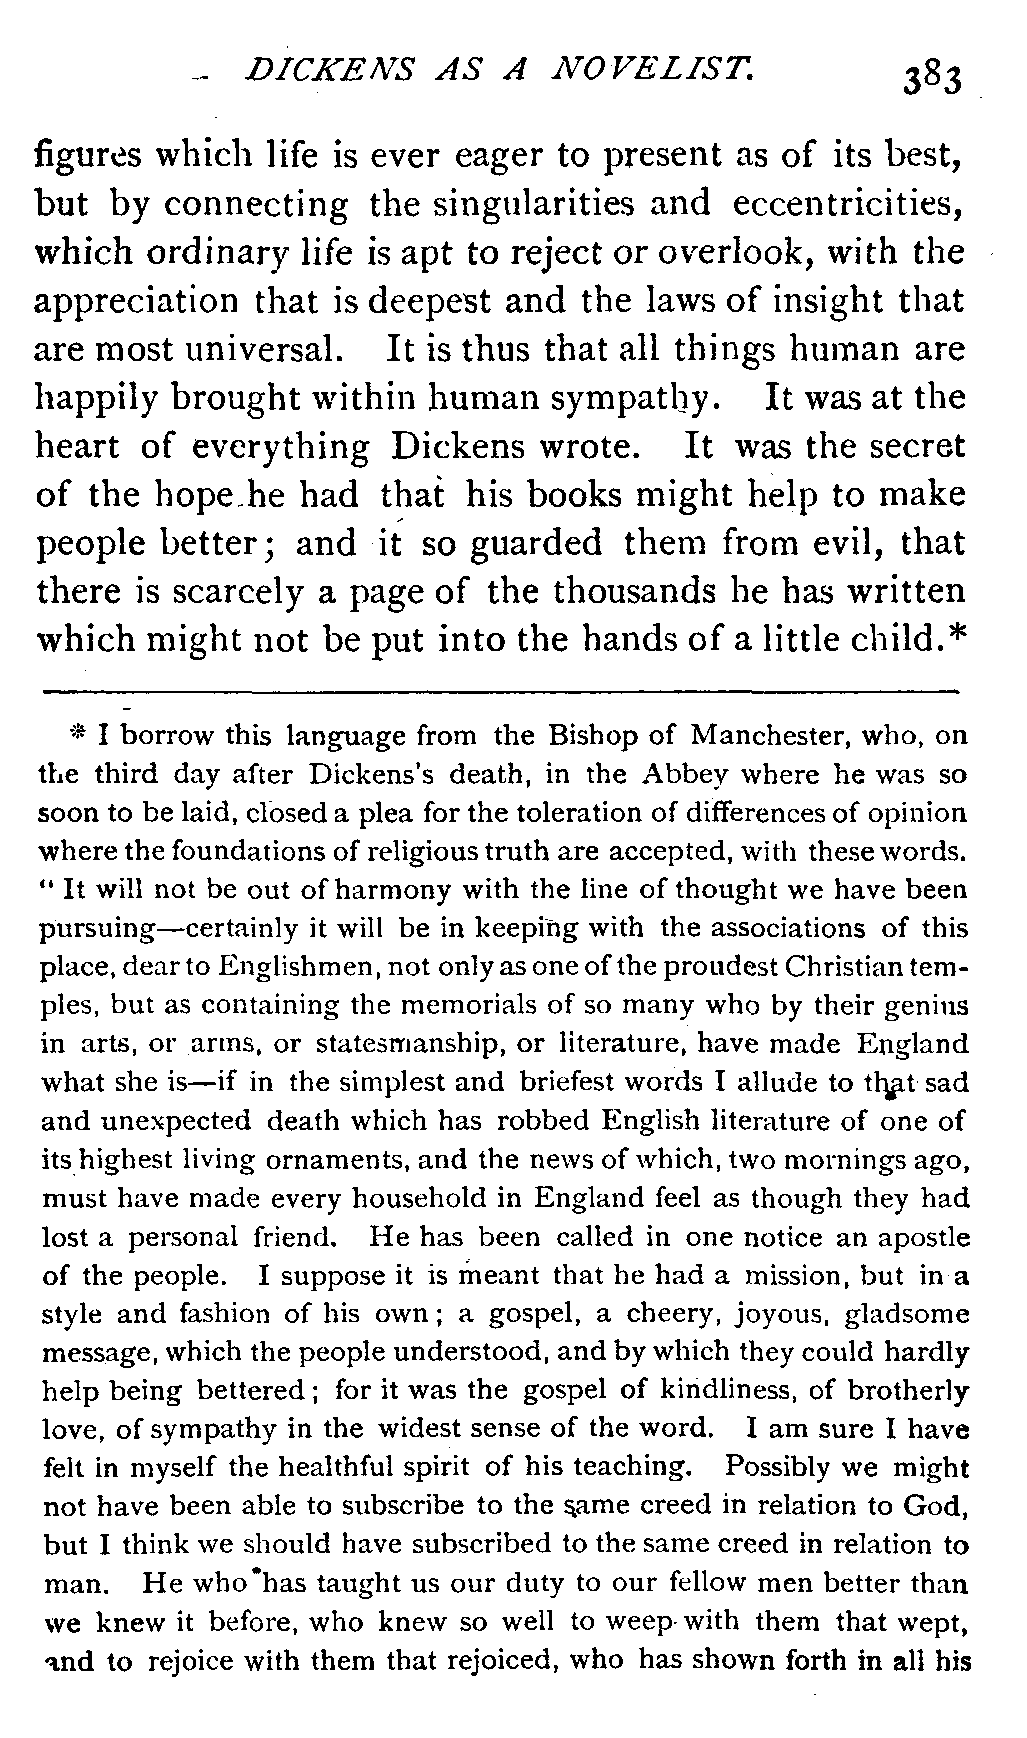 DICKENS AS A NOVELIST. 383
figures which life is ever eager to present as of its best,
but by connecting the singularities and eccentricities,
which ordinary life is apt to reject or overlook, with the
appreciation that is deepest and the laws of insight that
are most universal. It is thus that all things human are
happily brought within human sympathy. It was at the
heart of everything Dickens wrote. It was the secret
of the hope he had that his books might help to make
people better; and it so guarded them from evil, that
there is scarcely a page of the thousands he has written
which might not be put into the hands of a little child.*
* I borrow this language from the Bishop of Manchester, who, on
the third day after Dickens's death, in the Abbey where he was so
soon to be laid, closed a plea for the toleration of differences of opinion
where the foundations of religious truth are accepted, with these words.
" It will not be out of harmony with the line of thought we have been
pursuing—certainly it will be in keeping with the associations of this
place, dear to Englishmen, not only as one of the proudest Christian tem-
ples, but as containing the memorials of so many who by their genius
in arts, or arms, or statesmanship, or literature, have made England
what she is—if in the simplest and briefest words I allude to that sad
and unexpected death which has robbed English literature of one of
its highest living ornaments, and the news of which, two mornings ago,
must have made every household in England feel as though they had
lost a personal friend. He has been called in one notice an apostle
of the people. I suppose it is meant that he had a mission, but in a
style and fashion of his own; a gospel, a cheery, joyous, gladsome
message, which the people understood, and by which they could hardly
help being bettered; for it was the gospel of kindliness, of brotherly
love, of sympathy in the widest sense of the word. I am sure I have
felt in myself the healthful spirit of his teaching. Possibly we might
not have been able to subscribe to the same creed in relation to God,
but I think we should have subscribed to the same creed in relation to
man. He who has taught us our duty to our fellow men better than
we knew it before, who knew so well to weep with them that wept,
and to rejoice with them that rejoiced, who has shown forth in all his